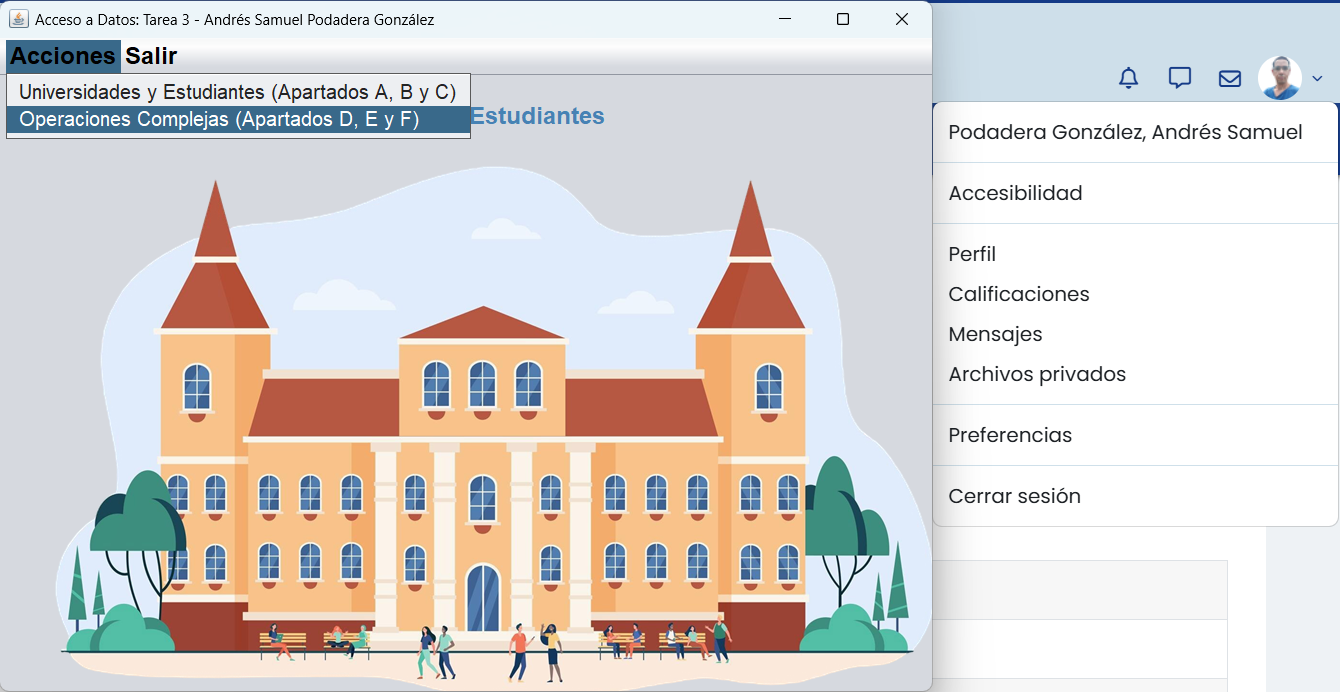 Acceso a Datos: Tarea 3 - Andrés Samuel Podadera González
Acciones Salir
Universidades y Estudiantes (Apartados A, B y C)
Operaciones Complejas (Apartados D, E y F)
Estudiantes
Podadera González, Andrés Samuel
Accesibilidad
Perfil
Calificaciones
Mensajes
Archivos privados
Preferencias
Cerrar sesión